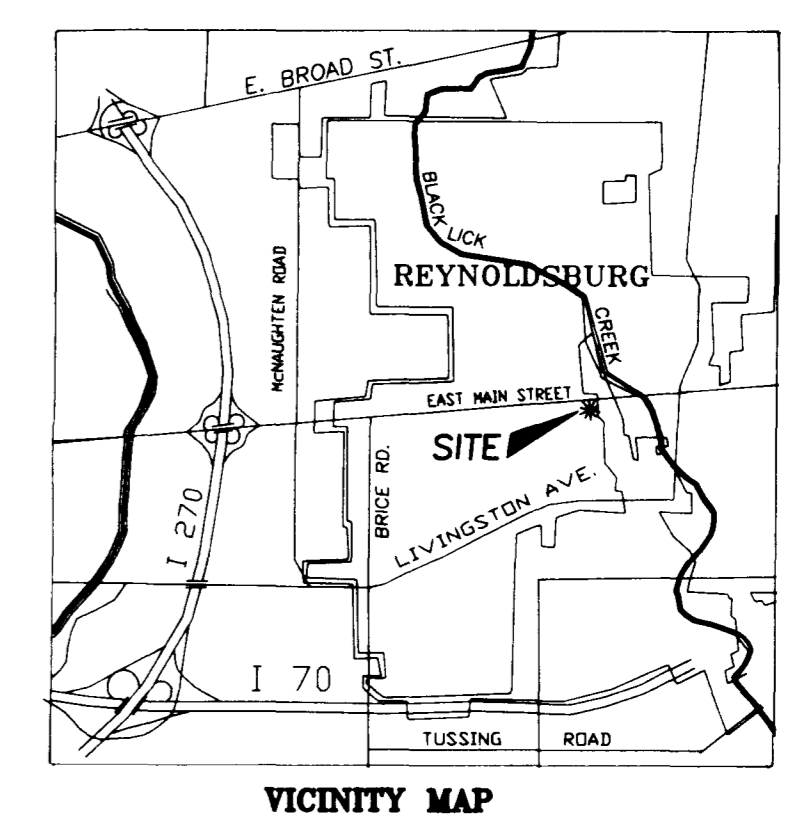 E. BROAD ST.
BLACK LICK
McNAUGHTEN ROAD
REYNOLDSBURG
CREEK
EAST MAIN STREET
SITE
BRICE RD.
LIVINGSTON AVE.
I 270
I 70
TUSSING ROAD
VICINITY MAP